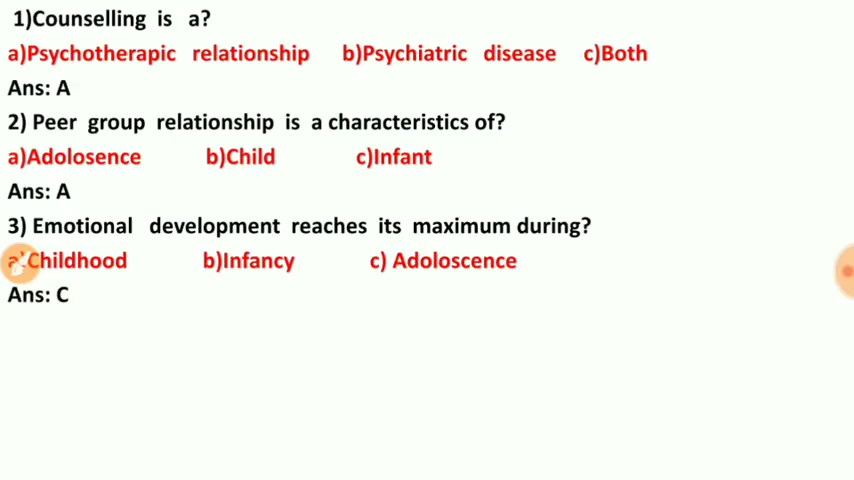 1)Counselling is a?
a)Psychotherapic relationship b)Psychiatric disease c)Both
Ans: A
2) Peer group relationship is a characteristics of?
a)Adolosence b)Child c)Infant
Ans: A
3) Emotional development reaches its maximum during?
a)Childhood b)Infancy c) Adoloscence
Ans: C